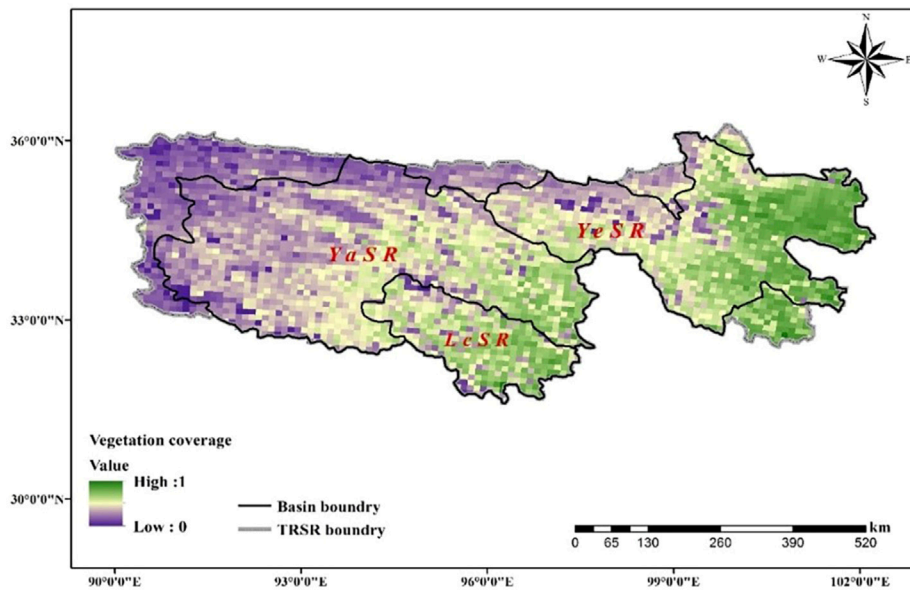 N
W E
S
36°0'0"N
33°0'0"N
30°0'0"N
YaSR
YeSR
LcSR
Vegetation coverage
Value
High :1
Low : 0
Basin boundry
TRSR boundry
km
0 65 130 260 390 520
90°0'0"E 93°0'0"E 96°0'0"E 99°0'0"E 102°0'0"E